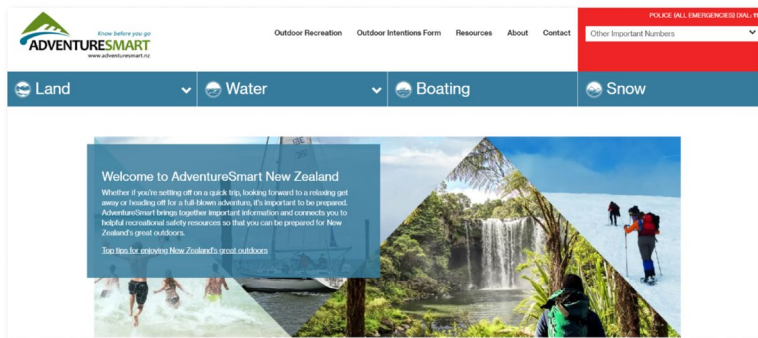 Know before you go
ADVENTURESMART
www.adventuresmart.nz
Outdoor Recreation Outdoor Intentions Form Resources About Contact
POLICE (ALL EMERGENCIES) DIAL:
Other Important Numbers
Land Water Boating Snow
Welcome to AdventureSmart New Zealand
Whether if you're setting off on a quick trip, looking forward to a relaxing get
away or heading off for a full-blown adventure, it's important to be prepared.
AdventureSmart brings together important information and connects you to
helpful recreational safety resources so that you can be prepared for New
Zealand's great outdoors.
Top tips for enjoying New Zealand's great outdoors